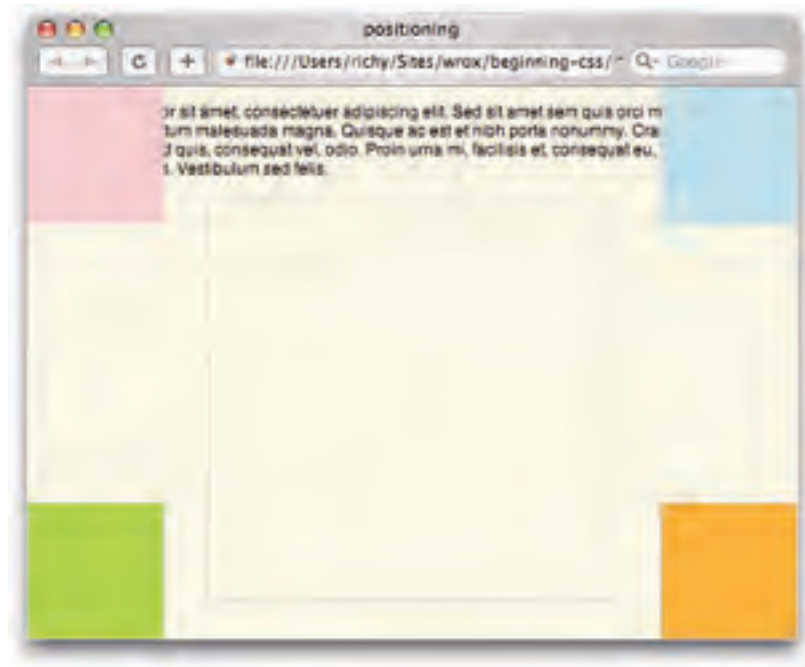 positioning
file:///Users/richy/Sites/wrox/beginning-css/
Google
or sit amet, consectetuer adipiscing elit. Sed sit amet sem quis orci m
tum malesuada magna. Quisque ac est et nibh porta nonummy. Cra
d quis, consequat vel, odio. Proin urna mi, facilisis et, consequat eu,
s. Vestibulum sed felis.